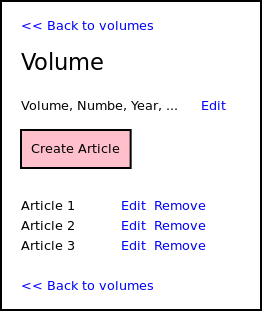 << Back to volumes
Volume
Volume, Numbe, Year, ... Edit
Create Article
Article 1 Edit Remove
Article 2 Edit Remove
Article 3 Edit Remove
<< Back to volumes